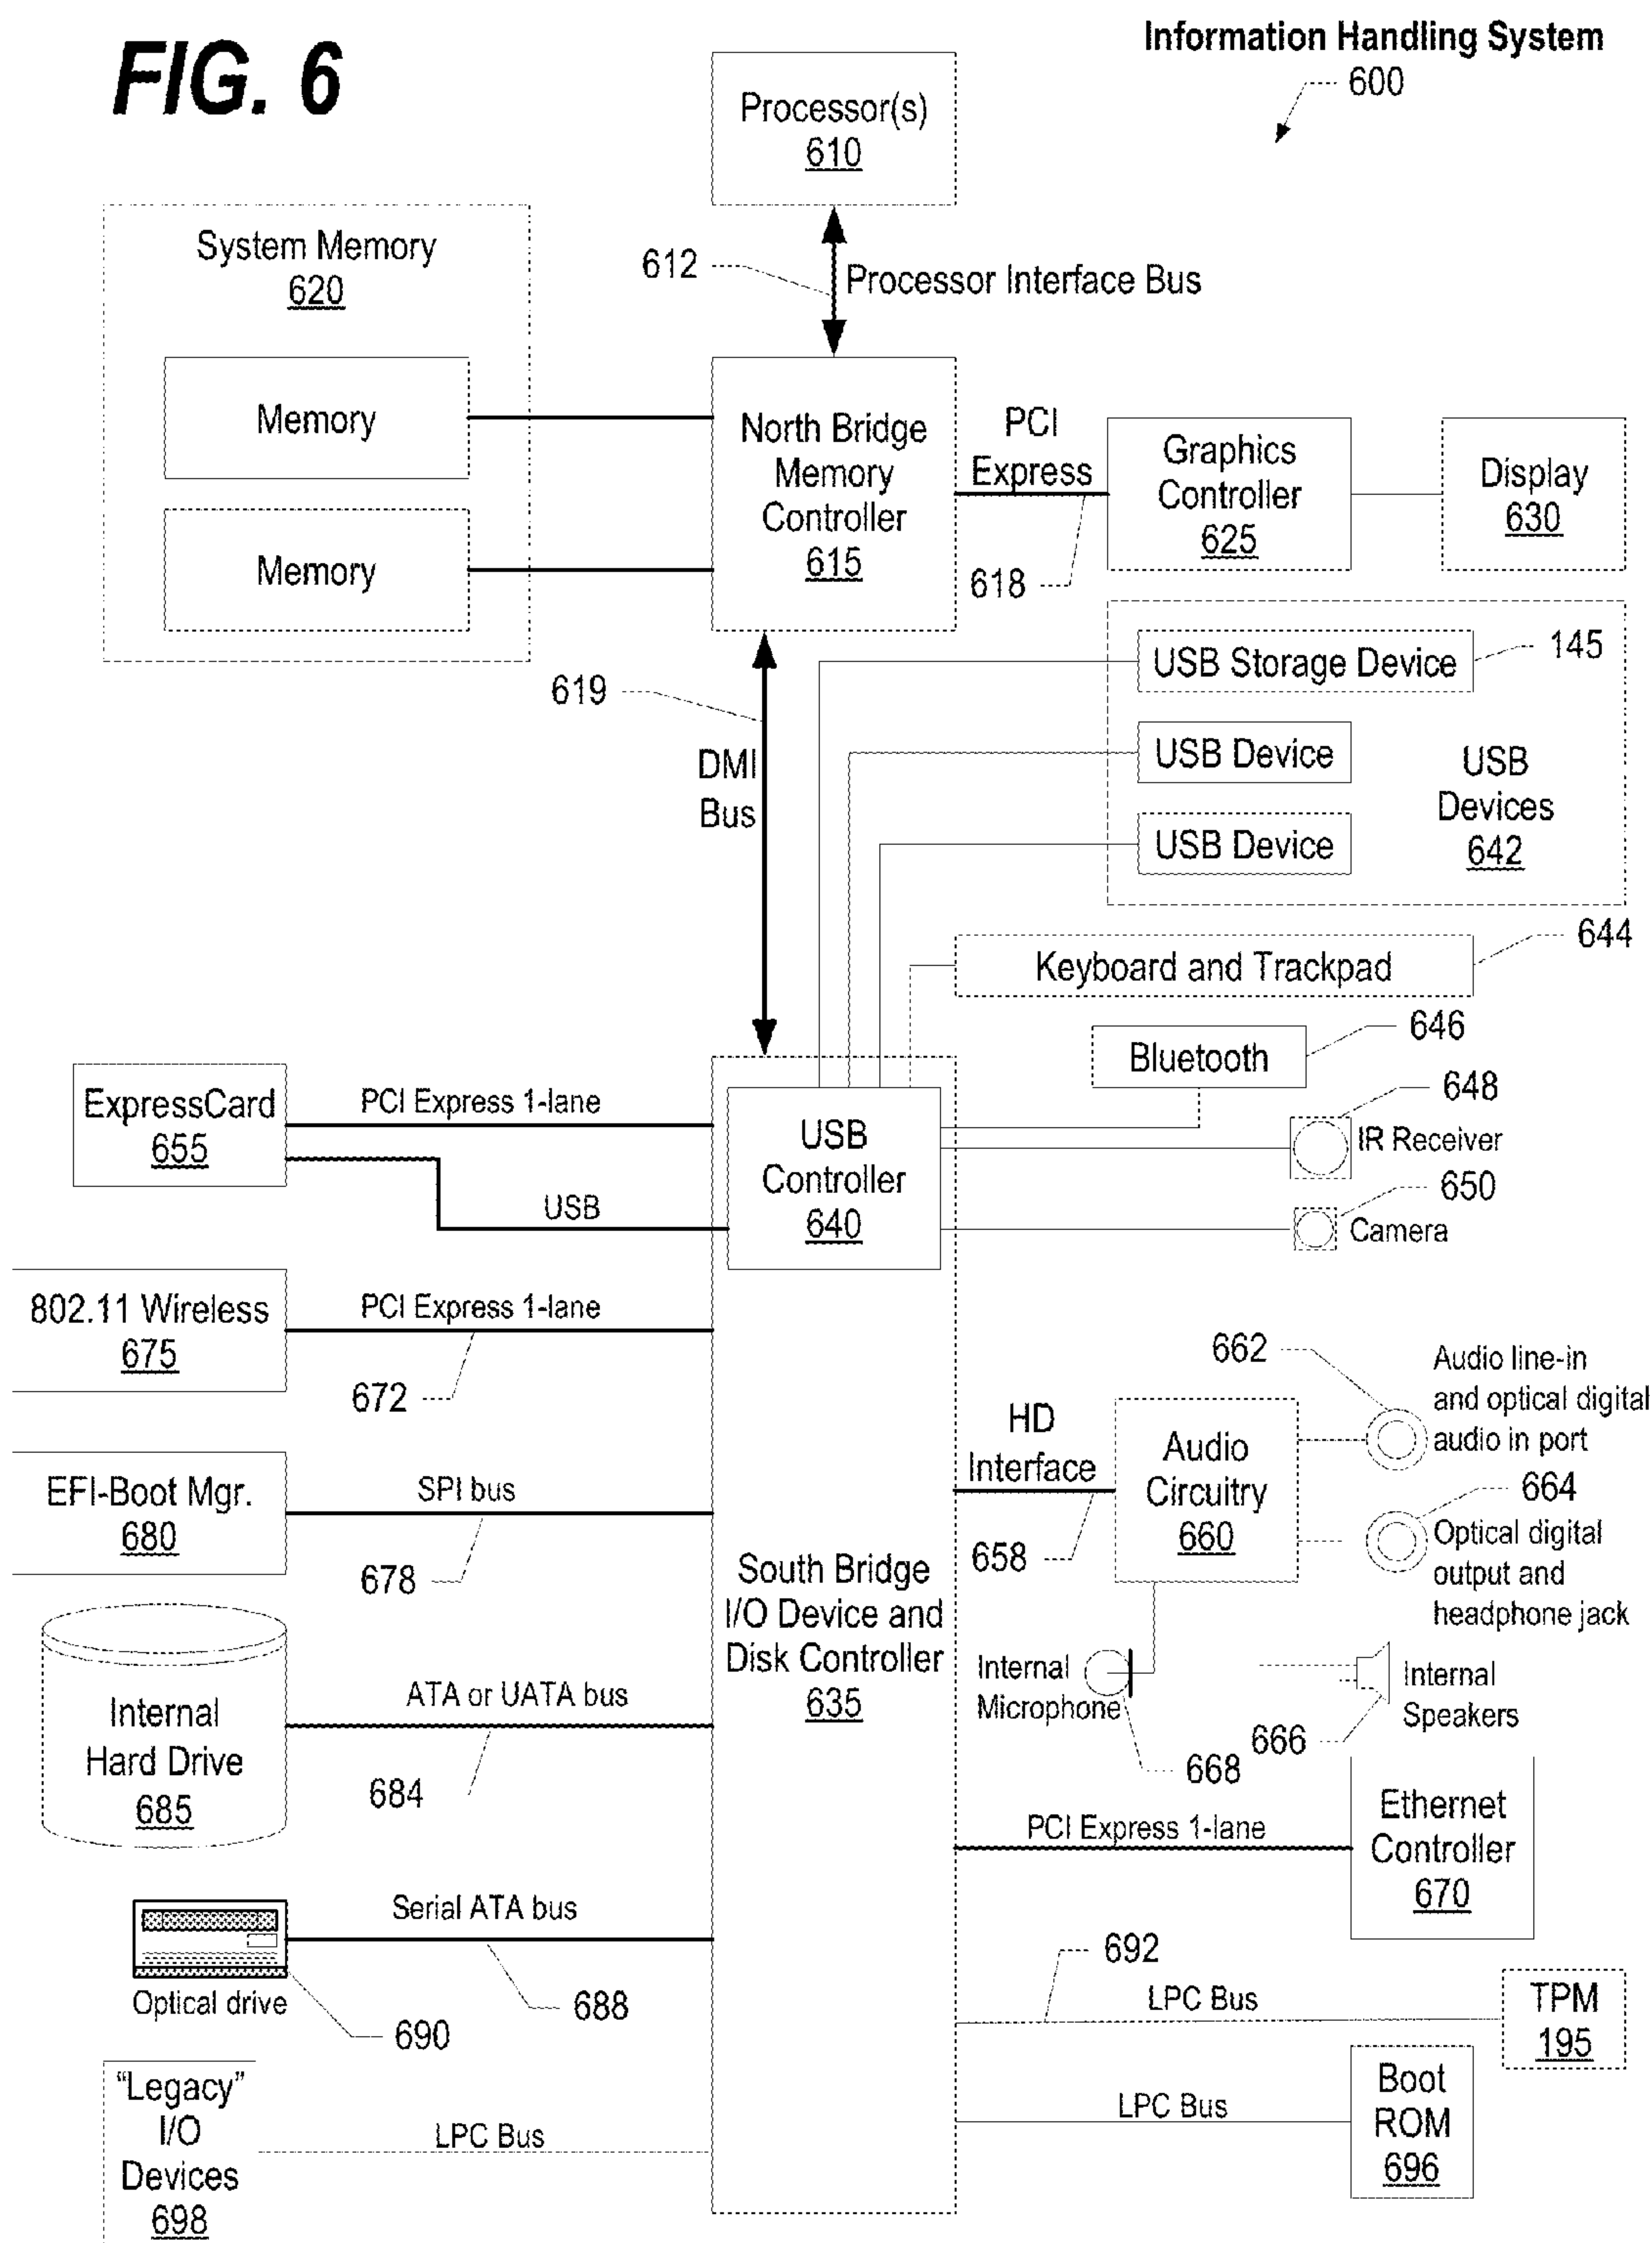 FIG. 6
Information Handling System
600
Processor(s)
610
System Memory
620
612
Processor Interface Bus
Memory
Memory
North Bridge
Memory
Controller
615
PCI
Express
618
Graphics
Controller
625
Display
630
619
DMI
Bus
USB Storage Device
145
USB Device
USB Device
USB
Devices
642
Keyboard and Trackpad
644
Bluetooth
646
648
IR Receiver
650
Camera
ExpressCard
655
PCI Express 1-lane
USB
USB
Controller
640
802.11 Wireless
675
PCI Express 1-lane
672
EFI-Boot Mgr.
680
SPI bus
678
Internal
Hard Drive
685
ATA or UATA bus
684
Optical drive
690
Serial ATA bus
688
"Legacy"
I/O
Devices
698
LPC Bus
South Bridge
I/O Device and
Disk Controller
635
HD
Interface
658
Audio
Circuitry
660
662
Audio line-in
and optical digital
audio in port
664
Optical digital
output and
headphone jack
Internal
Microphone
668
666
Internal
Speakers
PCI Express 1-lane
Ethernet
Controller
670
692
LPC Bus
TPM
195
LPC Bus
Boot
ROM
696